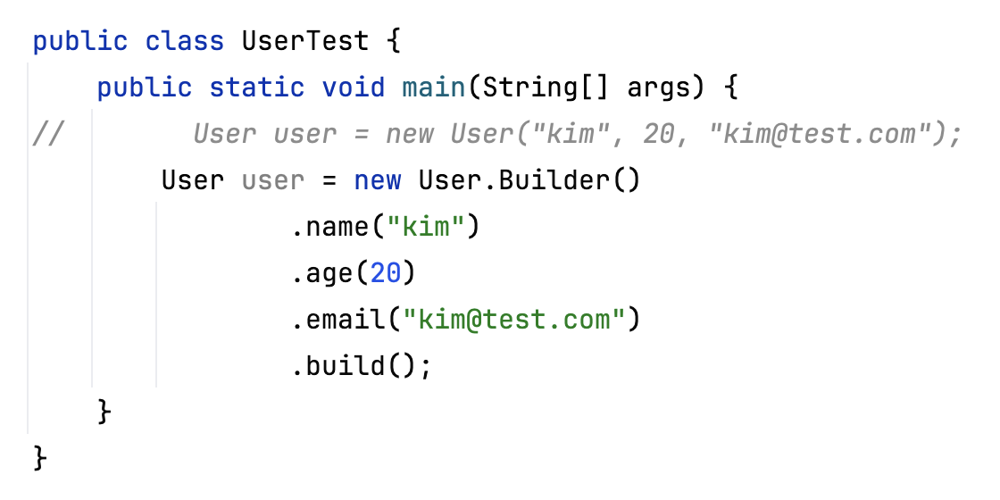 public class UserTest {
    public static void main(String[] args) {
//        User user = new User("kim", 20, "kim@test.com");
        User user = new User.Builder()
                .name("kim")
                .age(20)
                .email("kim@test.com")
                .build();
    }
}